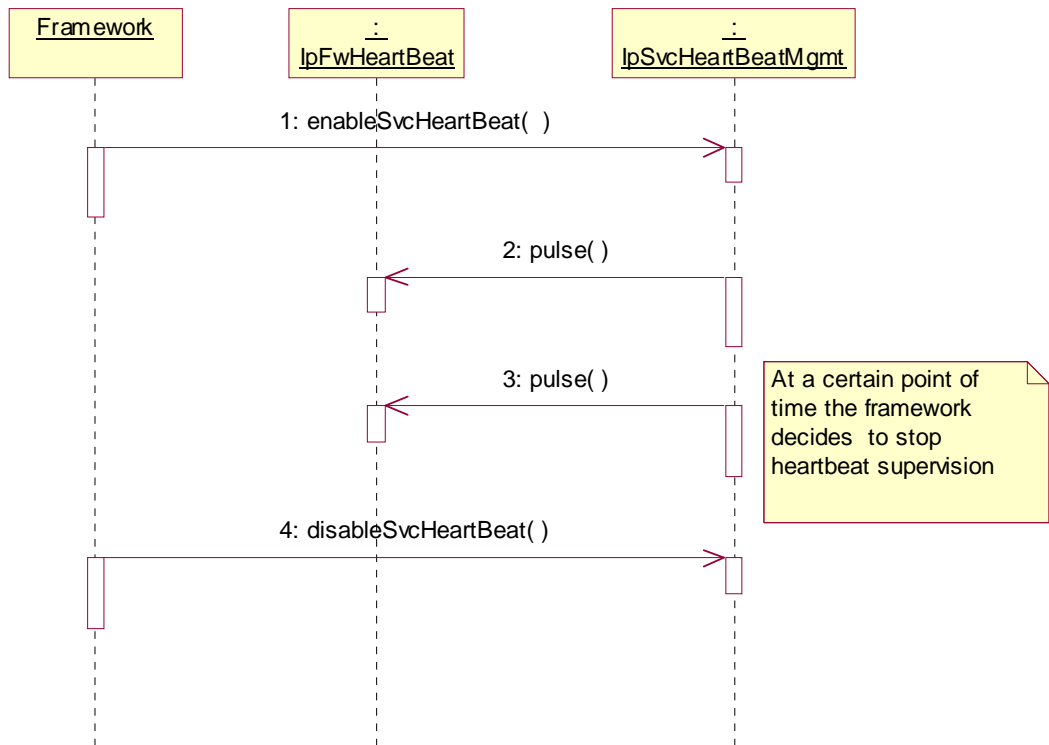 Framework
:
IpFwHeartBeat
:
IpSvcHeartBeatMgmt
1: enableSvcHeartBeat( )
2: pulse( )
3: pulse( )
At a certain point of
time the framework
decides to stop
heartbeat supervision
4: disableSvcHeartBeat( )